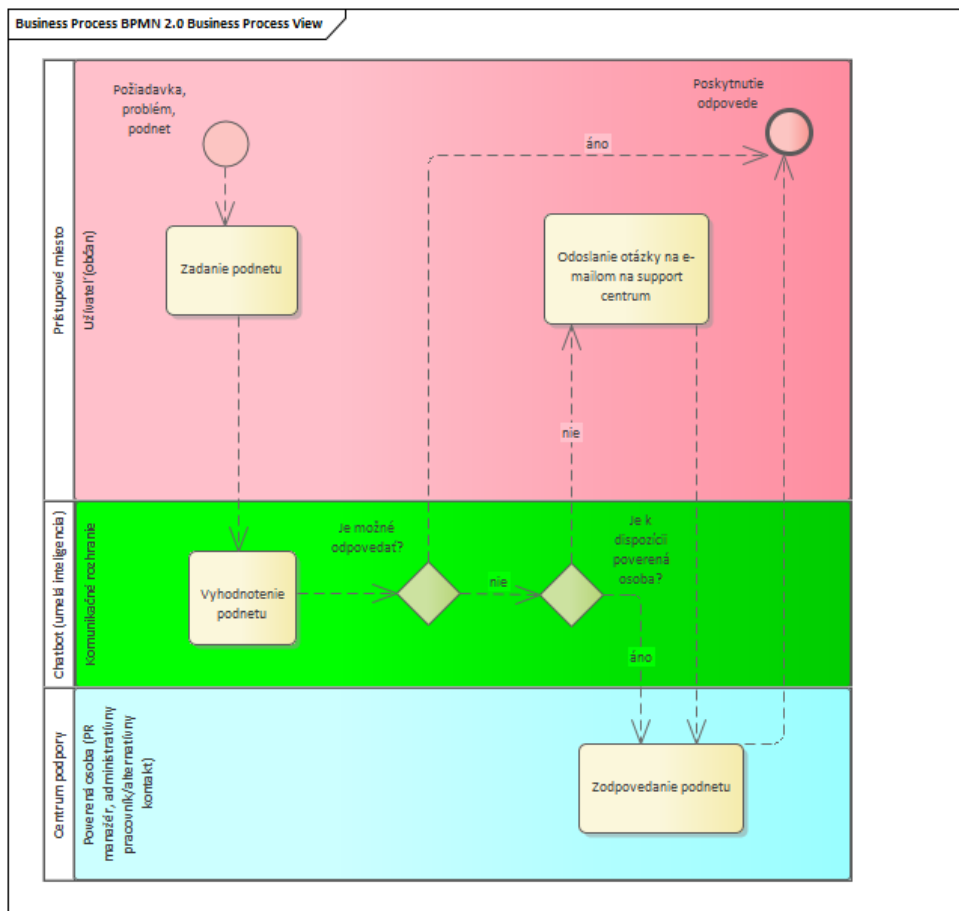 Business Process BPMN 2.0 Business Process View
Prístupové miesto
Užívateľ (občan)
Požiadavka,
problém,
podnet
Poskytnutie
odpovede
áno
Zadanie podnetu
Odoslanie otázky na e-
mailom na support
centrum
nie
Chatbot (umelá inteligencia)
Komunikačné rozhranie
Je možné
odpovedať?
Je k
dispozícii
poverená
osoba?
Vyhodnotenie
podnetu
nie
áno
Centrum podpory
Poverená osoba (PR
manažér, administratívny
pracovník/alternatívny
kontakt)
Zodpovedanie podnetu